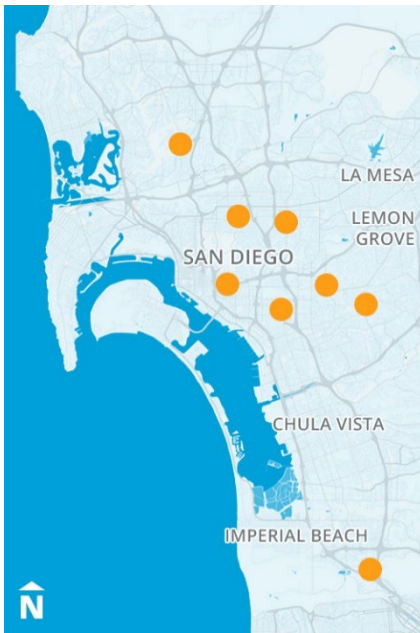 LA MESA
LEMON
GROVE
SAN DIEGO
CHULA VISTA
IMPERIAL BEACH
N